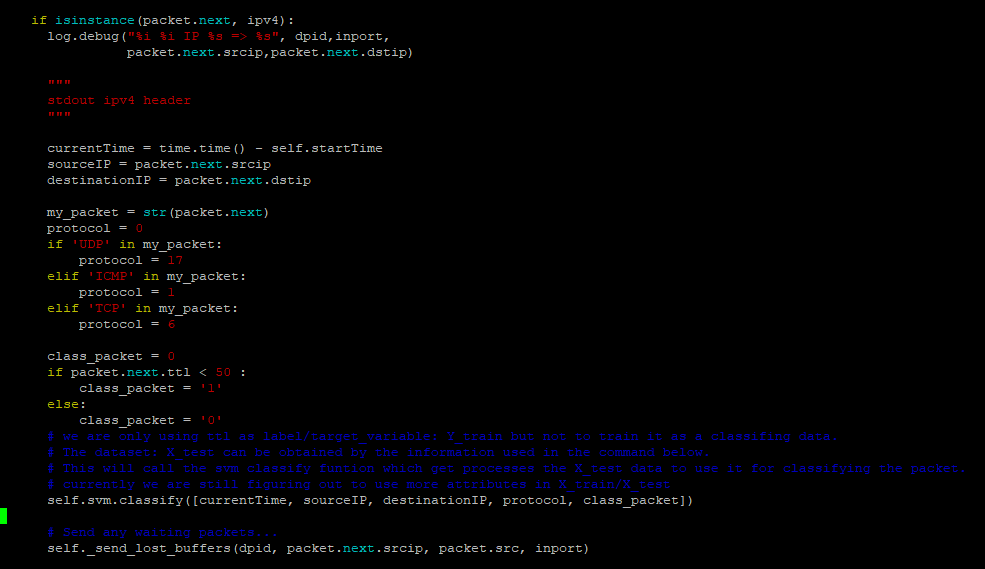 if isinstance(packet.next, ipv4):
log.debug("%i %i IP %s => %s", dpid,inport,
packet.next.srcip,packet.next.dstip)
"""
stdout ipv4 header
"""
currentTime = time.time() - self.startTime
sourceIP = packet.next.srcip
destinationIP = packet.next.dstip
my_packet = str(packet.next)
protocol = 0
if 'UDP' in my_packet:
protocol = 17
elif 'ICMP' in my_packet:
protocol = 1
elif 'TCP' in my_packet:
protocol = 6
class_packet = 0
if packet.next.ttl < 50 :
class_packet = '1'
else:
class_packet = '0'
# we are only using ttl as label/target_variable: Y_train but not to train it as a classifing data.
# The dataset: X_test can be obtained by the information used in the command below.
# This will call the svm classify funtion which get processes the X_test data to use it for classifying the packet.
# currently we are still figuring out to use more attributes in X_train/X_test
self.svm.classify([currentTime, sourceIP, destinationIP, protocol, class_packet])
# Send any waiting packets...
self._send_lost_buffers(dpid, packet.next.srcip, packet.src, inport)